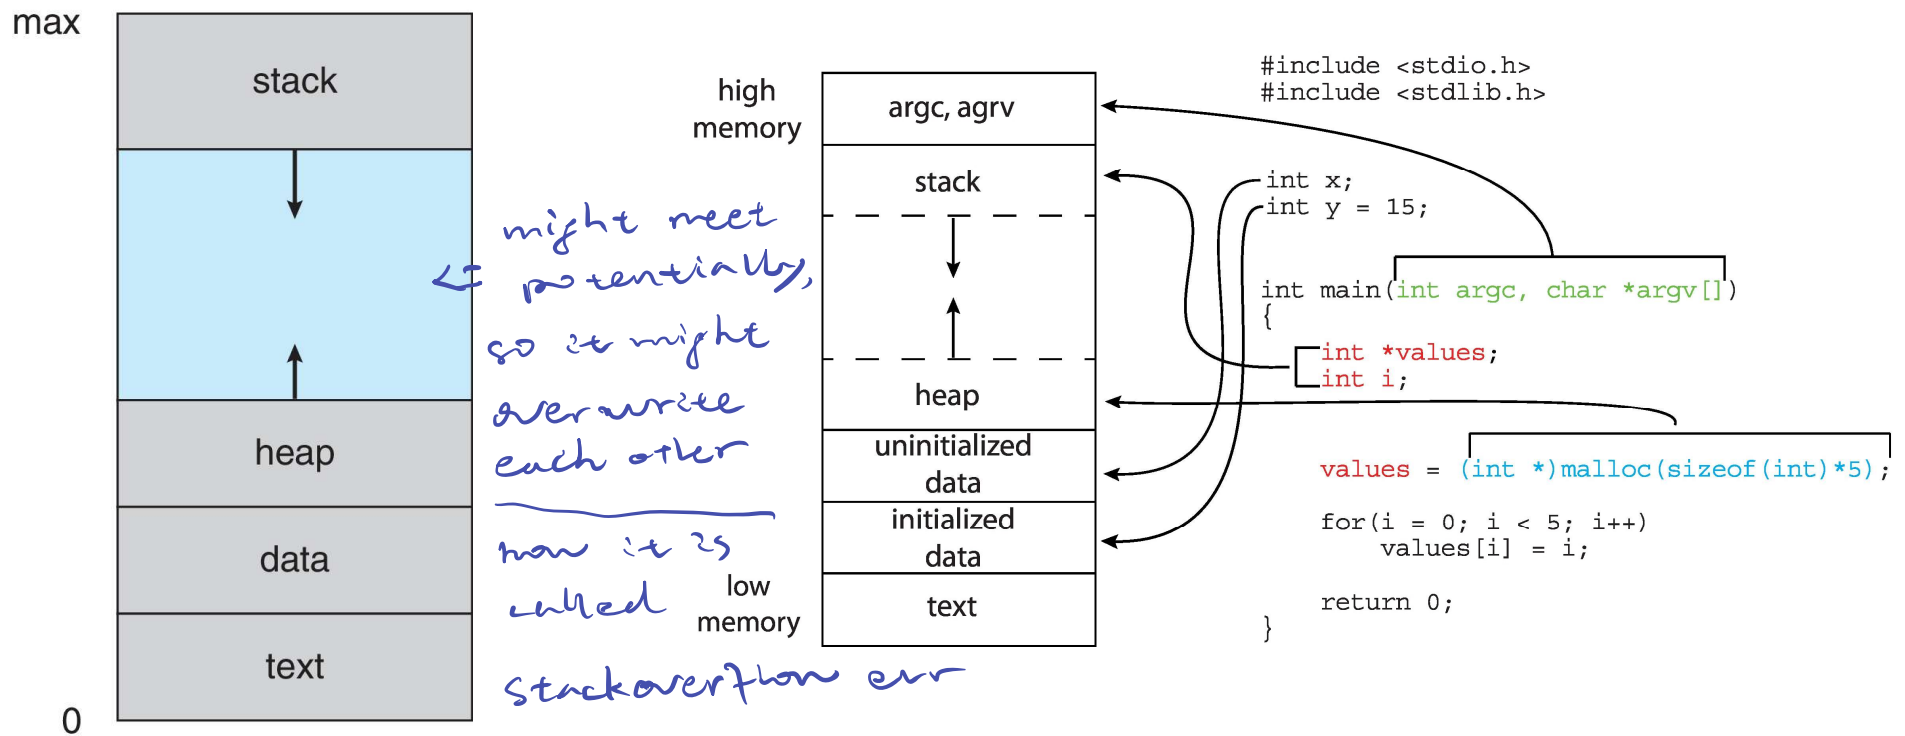 max
stack
heap
data
text
0
might meet
<= potentially,
so it might
overwrite
each other
now it is
called
Stackoverflow err
high
memory
argc, agrv
stack
heap
uninitialized
data
initialized
data
text
low
memory
#include <stdio.h>
#include <stdlib.h>
int x;
int y = 15;
int main(int argc, char *argv[])
{
int *values;
int i;
values = (int *)malloc(sizeof(int)*5);
for(i = 0; i < 5; i++)
values[i] = i;
return 0;
}